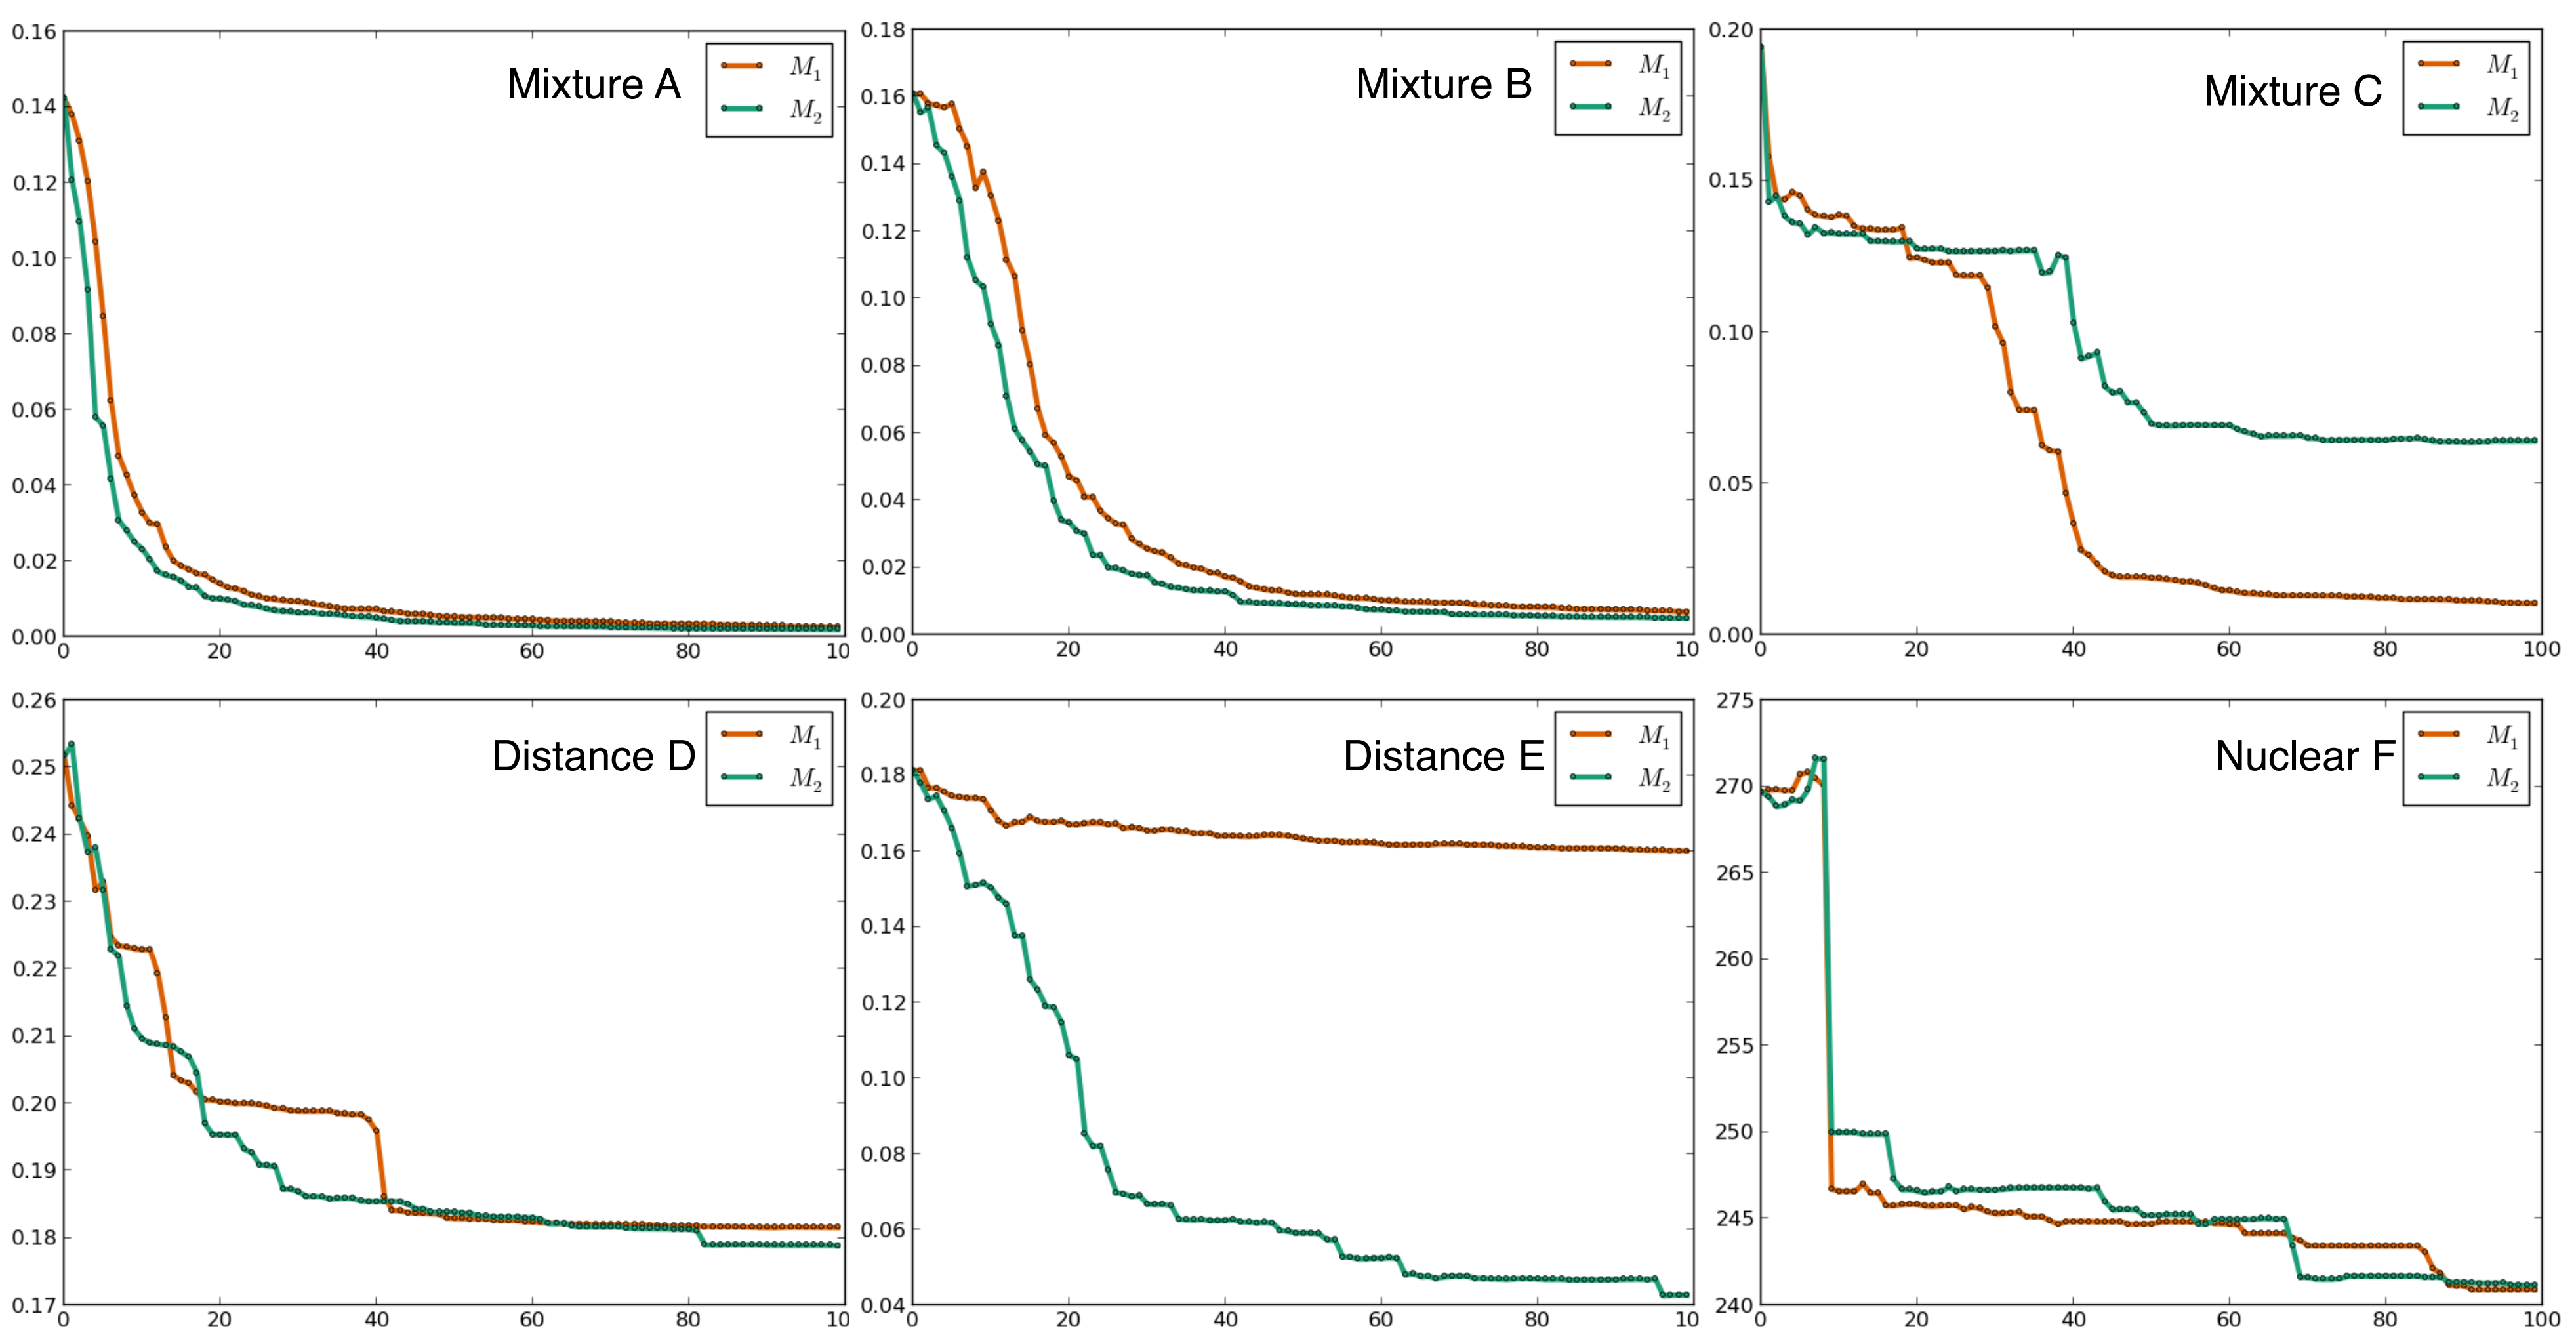 Mixture A
M1
M2
0.16
0.14
0.12
0.10
0.08
0.06
0.04
0.02
0.00
0 20 40 60 80 10
Mixture B
M1
M2
0.18
0.16
0.14
0.12
0.10
0.08
0.06
0.04
0.02
0.00
0 20 40 60 80 10
Mixture C
M1
M2
0.20
0.15
0.10
0.05
0.00
0 20 40 60 80 100
Distance D
M1
M2
0.26
0.25
0.24
0.23
0.22
0.21
0.20
0.19
0.18
0.17
0 20 40 60 80 10
Distance E
M1
M2
0.20
0.18
0.16
0.14
0.12
0.10
0.08
0.06
0.04
0 20 40 60 80 10
Nuclear F
M1
M2
275
270
265
260
255
250
245
240
0 20 40 60 80 100